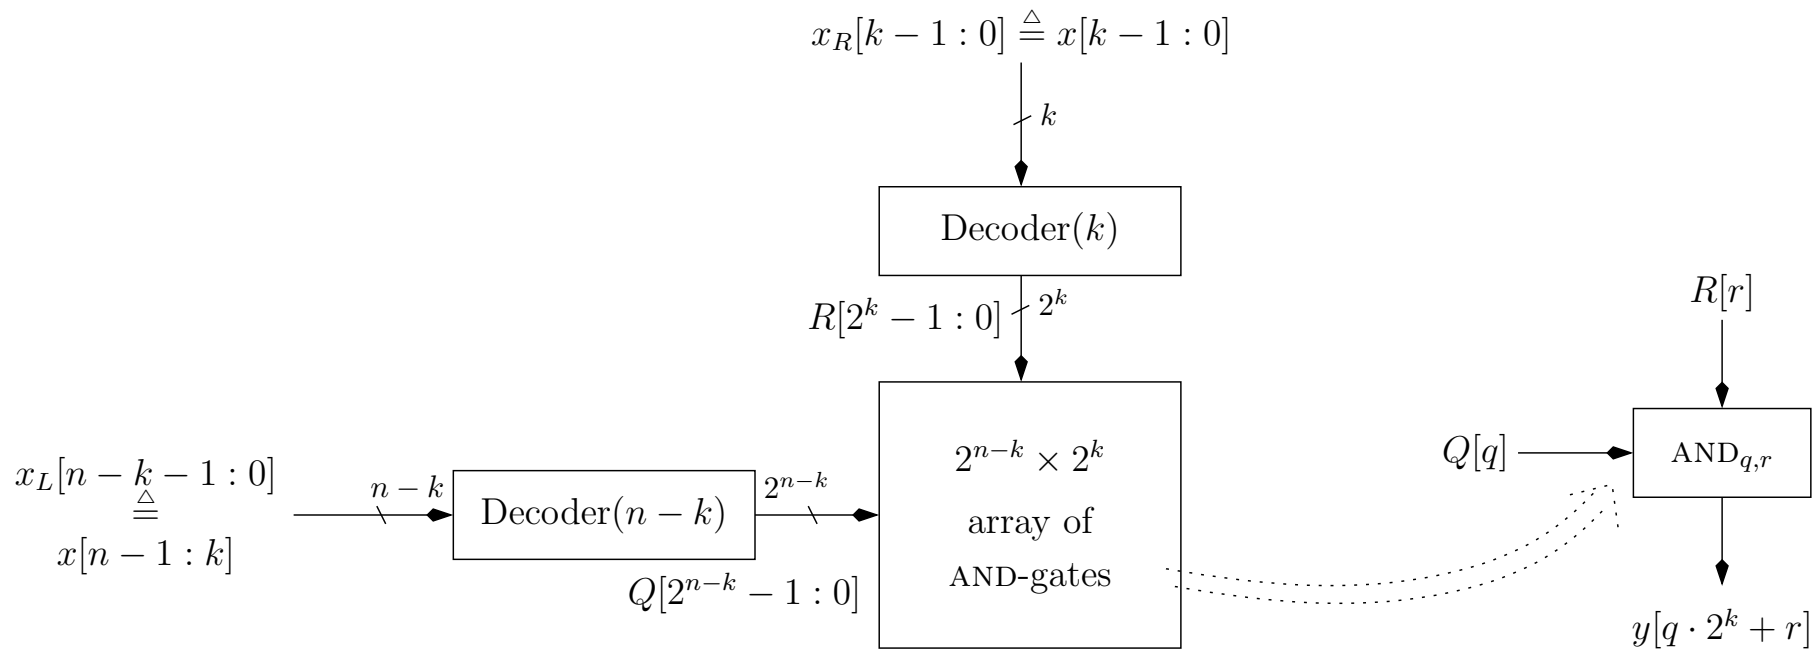 x_R[k − 1 : 0] ≜ x[k − 1 : 0]
k
Decoder(k)
R[2^k − 1 : 0]
2^k
x_L[n − k − 1 : 0]
≜
x[n − 1 : k]
n − k
Decoder(n − k)
2^{n−k}
Q[2^{n−k} − 1 : 0]
2^{n−k} × 2^k
array of
AND-gates
R[r]
Q[q]
AND_{q,r}
y[q · 2^k + r]